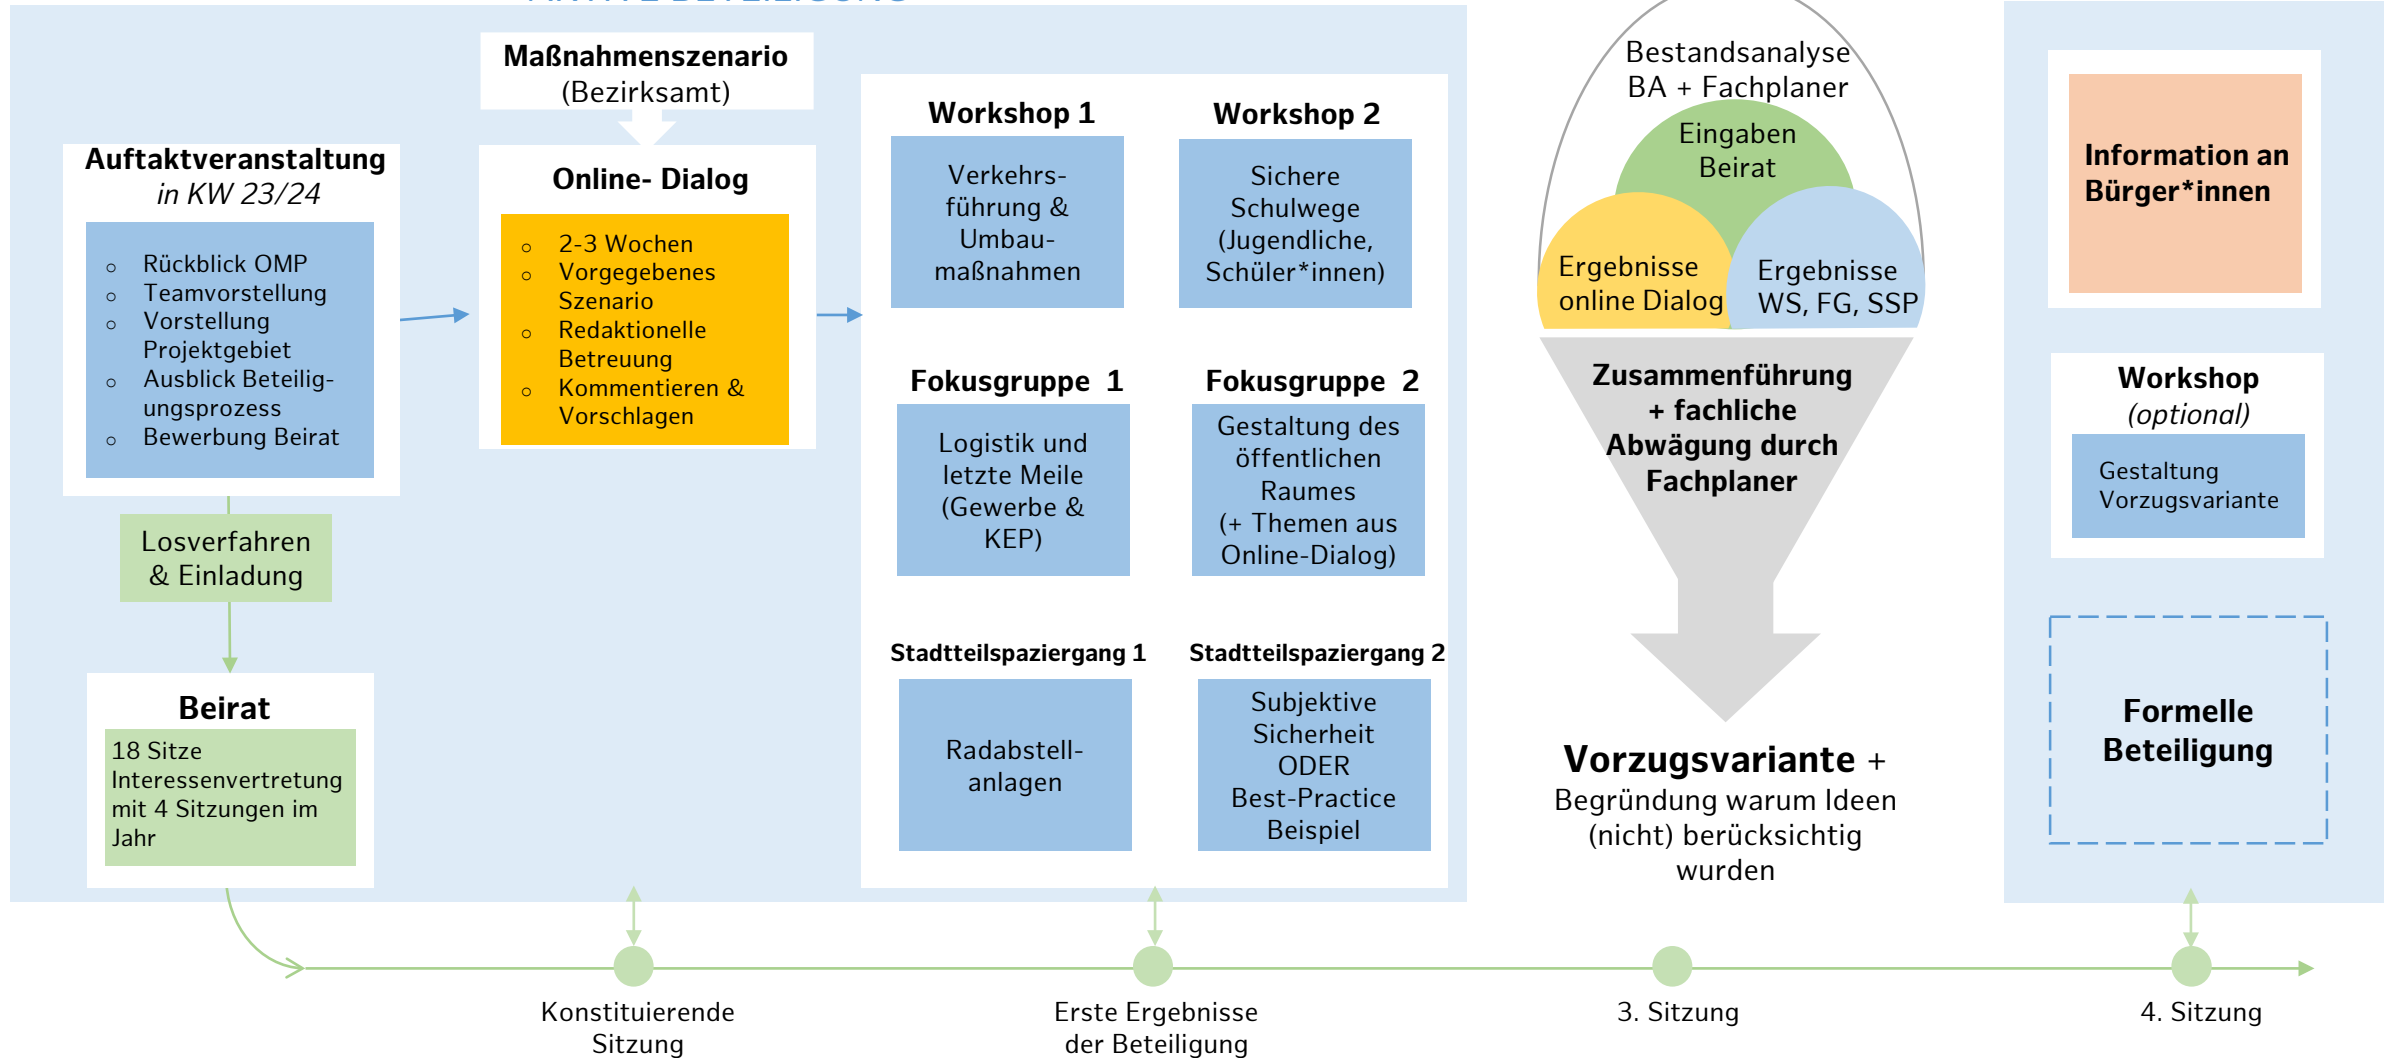 Maßnahmenszenario
(Bezirksamt)
Auftaktveranstaltung
in KW 23/24
○ Rückblick OMP
○ Teamvorstellung
○ Vorstellung
Projektgebiet
○ Ausblick Beteilig-
ungsprozess
○ Bewerbung Beirat
Losverfahren
& Einladung
Beirat
18 Sitze
Interessenvertretung
mit 4 Sitzungen im
Jahr
Online- Dialog
○ 2-3 Wochen
○ Vorgegebenes
Szenario
○ Redaktionelle
Betreuung
○ Kommentieren &
Vorschlagen
Workshop 1
Verkehrs-
führung &
Umbau-
maßnahmen
Workshop 2
Sichere
Schulwege
(Jugendliche,
Schüler*innen)
Fokusgruppe 1
Logistik und
letzte Meile
(Gewerbe &
KEP)
Fokusgruppe 2
Gestaltung des
öffentlichen
Raumes
(+ Themen aus
Online-Dialog)
Stadtteilspaziergang 1
Radabstell-
anlagen
Stadtteilspaziergang 2
Subjektive
Sicherheit
ODER
Best-Practice
Beispiel
Bestandsanalyse
BA + Fachplaner
Eingaben
Beirat
Ergebnisse
online Dialog
Ergebnisse
WS, FG, SSP
Zusammenführung
+ fachliche
Abwägung durch
Fachplaner
Vorzugsvariante +
Begründung warum Ideen
(nicht) berücksichtig
wurden
Information an
Bürger*innen
Workshop
(optional)
Gestaltung
Vorzugsvariante
Formelle
Beteiligung
Konstituierende
Sitzung
Erste Ergebnisse
der Beteiligung
3. Sitzung
4. Sitzung